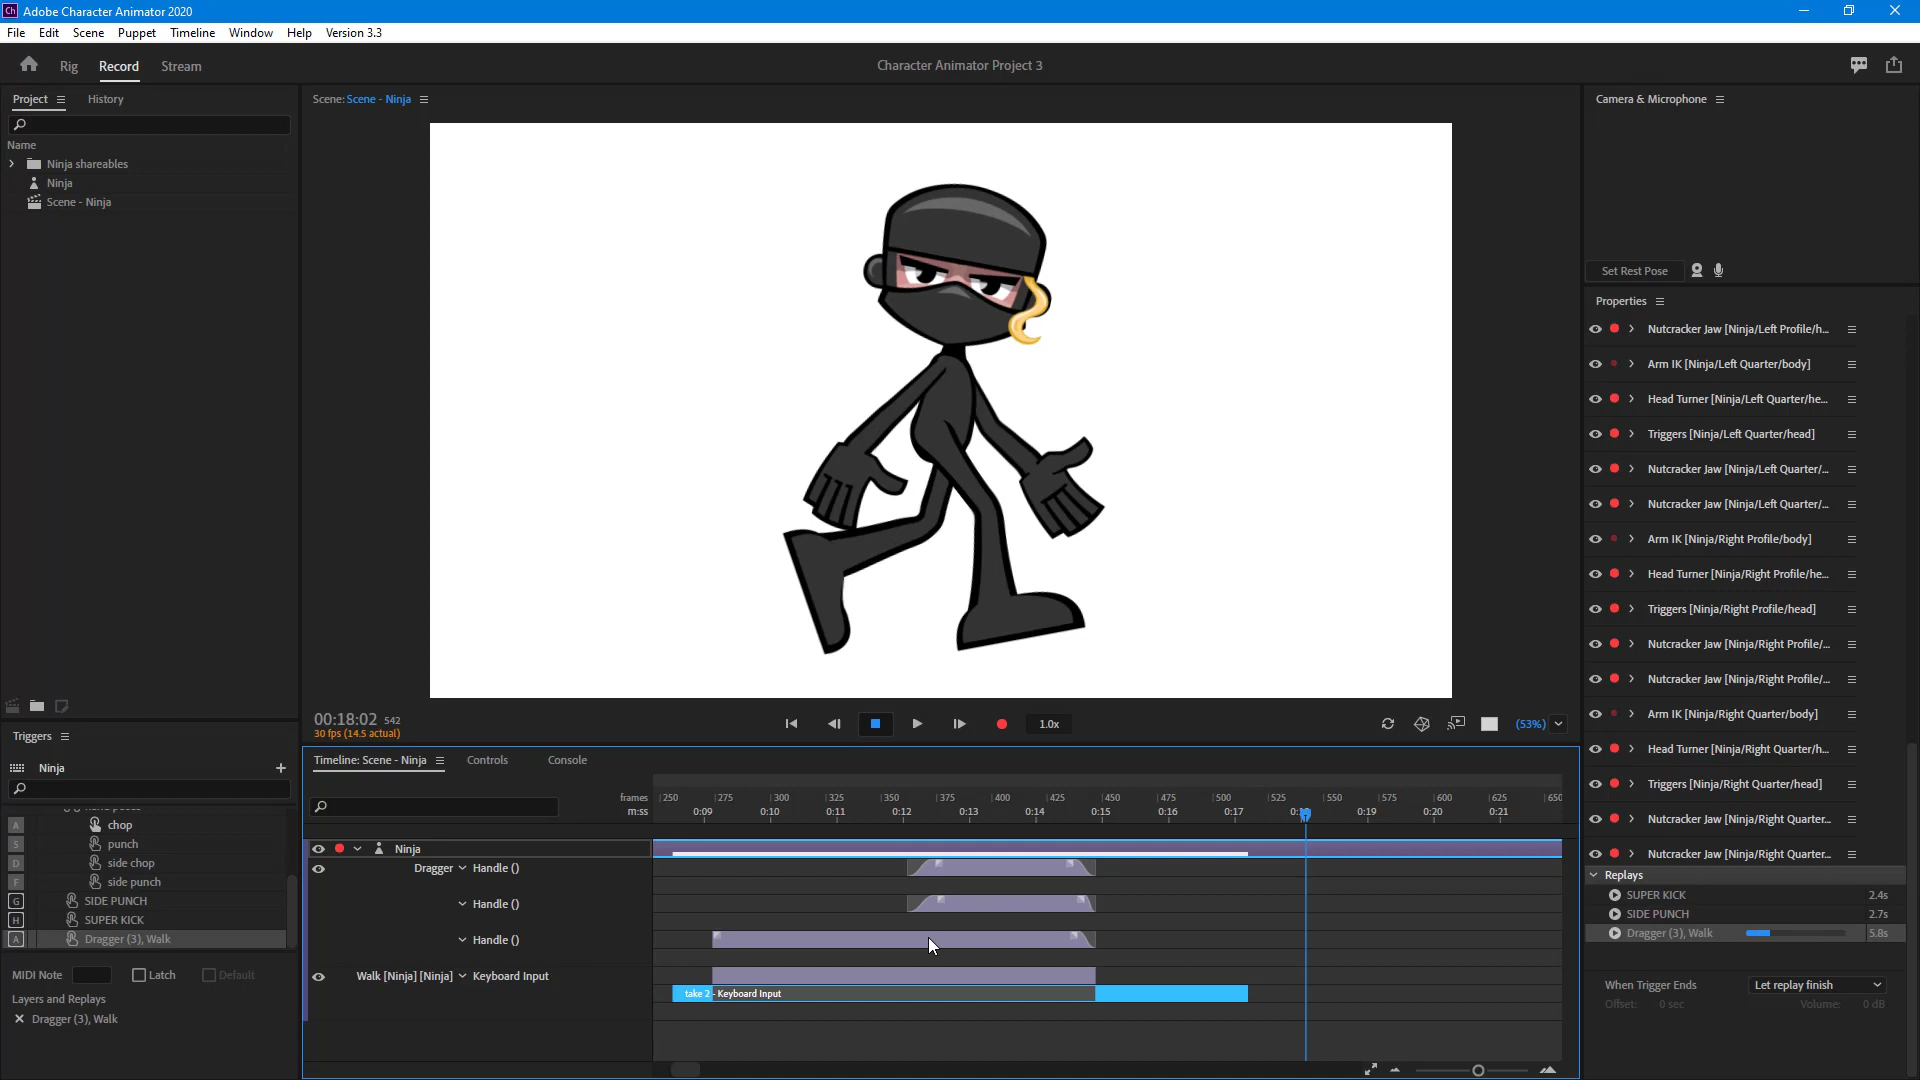 Ch Adobe Character Animator 2020
File Edit Scene Puppet Timeline Window Help Version 3.3
Rig Record Stream Character Animator Project 3
Project History
Name
Ninja shareables
Ninja
Scene - Ninja
Scene: Scene - Ninja
Camera & Microphone
Set Rest Pose
Properties
Nutcracker Jaw [Ninja/Left Profile/h...
Arm IK [Ninja/Left Quarter/body]
Head Turner [Ninja/Left Quarter/he...
Triggers [Ninja/Left Quarter/head]
Nutcracker Jaw [Ninja/Left Quarter/...
Nutcracker Jaw [Ninja/Left Quarter/...
Arm IK [Ninja/Right Profile/body]
Head Turner [Ninja/Right Profile/he...
Triggers [Ninja/Right Profile/head]
Nutcracker Jaw [Ninja/Right Profile/...
Nutcracker Jaw [Ninja/Right Profile/...
Arm IK [Ninja/Right Quarter/body]
Head Turner [Ninja/Right Quarter/h...
Triggers [Ninja/Right Quarter/head]
Nutcracker Jaw [Ninja/Right Quarter...
Nutcracker Jaw [Ninja/Right Quarter...
Replays
SUPER KICK 2.4s
SIDE PUNCH 2.7s
Dragger (3), Walk 5.8s
When Trigger Ends Let replay finish
Offset: 0 sec Volume: 0 dB
00:18:02 542
30 fps (14.5 actual)
1.0x
(53%)
Triggers
Ninja +
A chop
S punch
D side chop
F side punch
G SIDE PUNCH
H SUPER KICK
A Dragger (3), Walk
MIDI Note Latch Default
Layers and Replays
Dragger (3), Walk
Timeline: Scene - Ninja Controls Console
frames 250 275 300 325 350 375 400 425 450 475 500 525 550 575 600 625 650
m:ss 0:09 0:10 0:11 0:12 0:13 0:14 0:15 0:16 0:17 0:19 0:20 0:21
Ninja
Dragger Handle ()
Handle ()
Handle ()
Walk [Ninja] [Ninja] Keyboard Input
take 2 - Keyboard Input